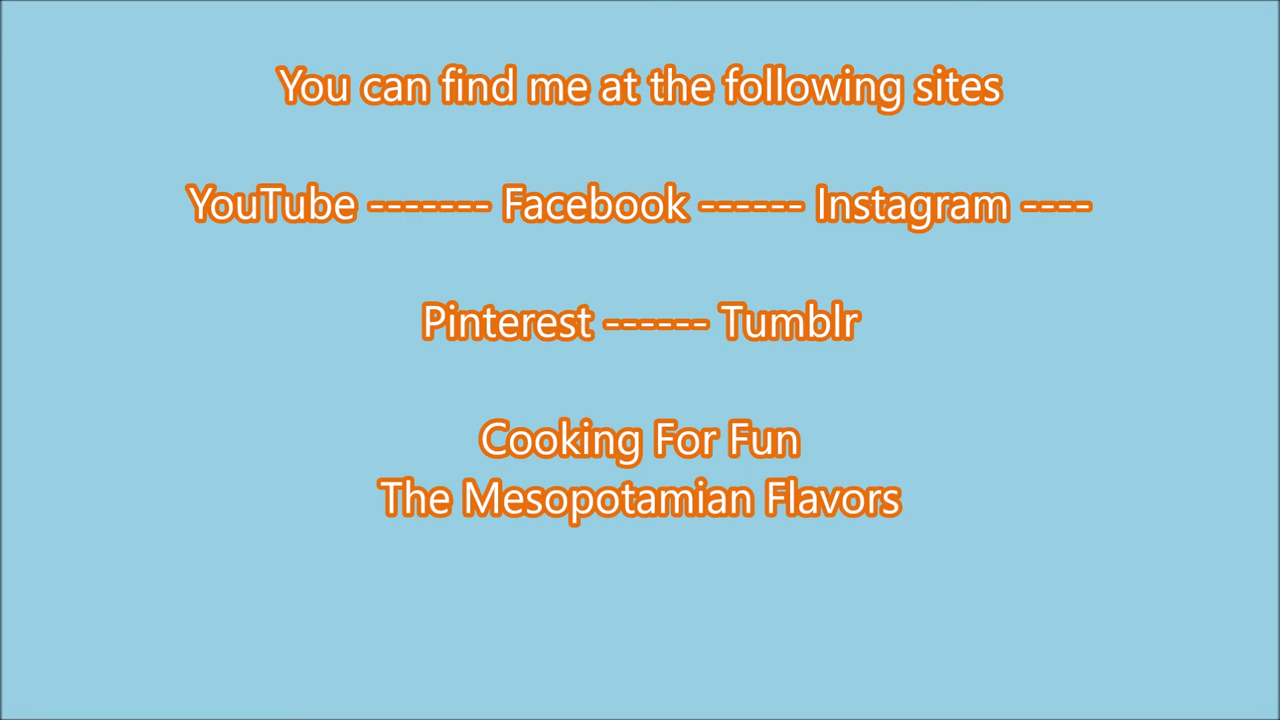 You can find me at the following sites
YouTube ------- Facebook ------ Instagram ----
Pinterest ------ Tumblr
Cooking For Fun
The Mesopotamian Flavors